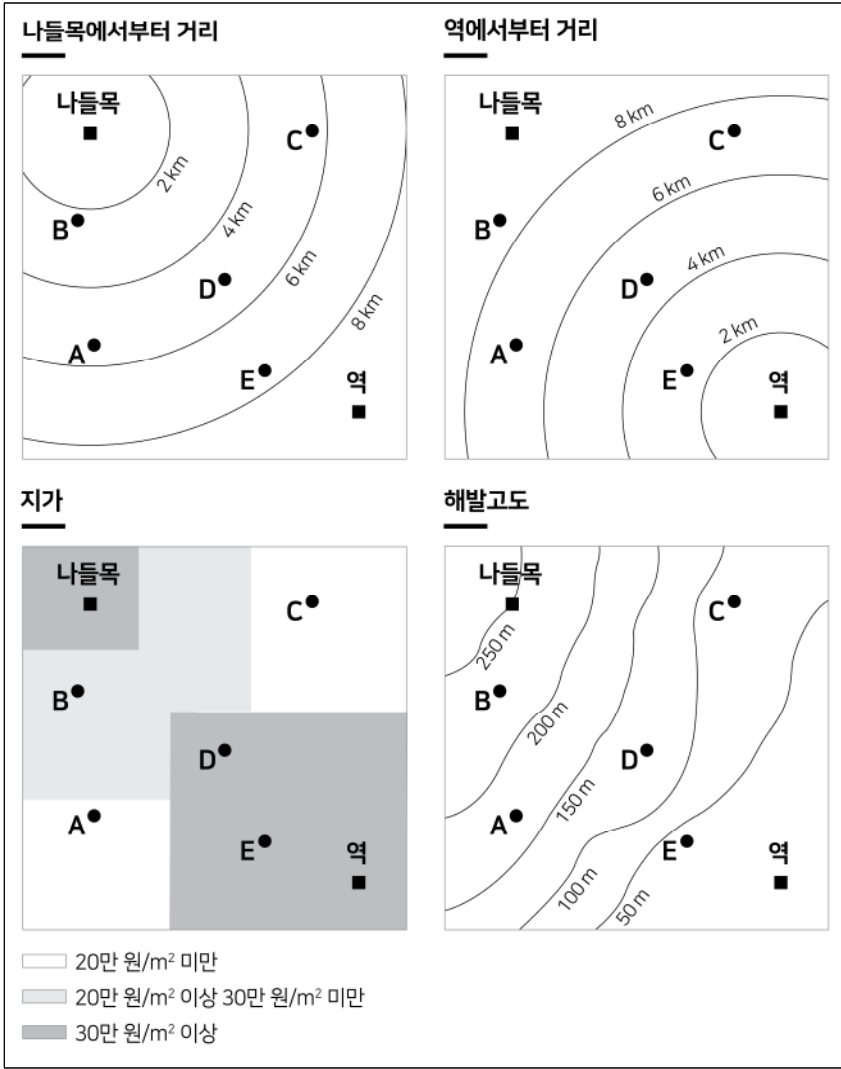 나들목에서부터 거리
나들목
C
2 km
B
4 km
D
6 km
8 km
A
E
역
역에서부터 거리
8 km
나들목
C
6 km
B
4 km
D
2 km
A
E
역
지가
나들목
C
B
D
A
E
역
20만 원/m² 미만
20만 원/m² 이상 30만 원/m² 미만
30만 원/m² 이상
해발고도
나들목
C
250 m
B
200 m
D
150 m
A
E
100 m
50 m
역